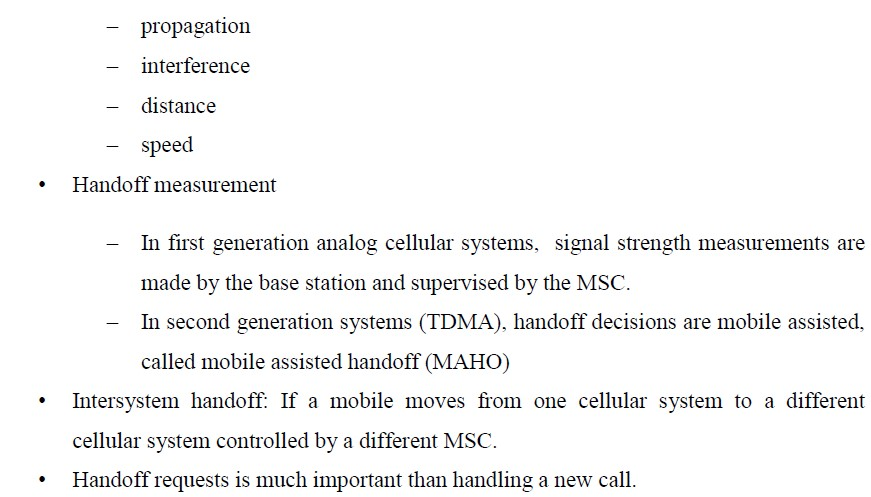 – propagation
– interference
– distance
– speed
• Handoff measurement
– In first generation analog cellular systems, signal strength measurements are
made by the base station and supervised by the MSC.
– In second generation systems (TDMA), handoff decisions are mobile assisted,
called mobile assisted handoff (MAHO)
• Intersystem handoff: If a mobile moves from one cellular system to a different
cellular system controlled by a different MSC.
• Handoff requests is much important than handling a new call.